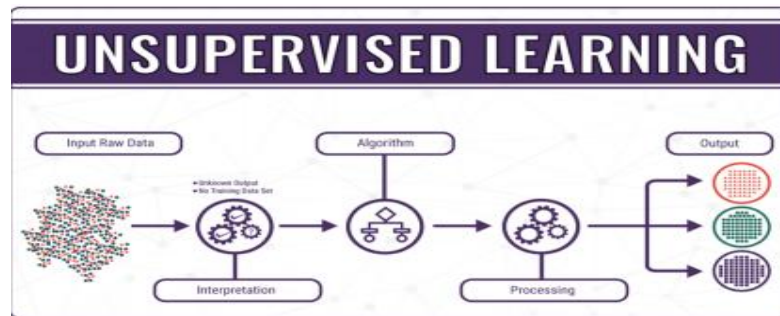 UNSUPERVISED LEARNING
Input Raw Data
Algorithm
Output
Unknown Output
No Training Data Set
Interpretation
Processing